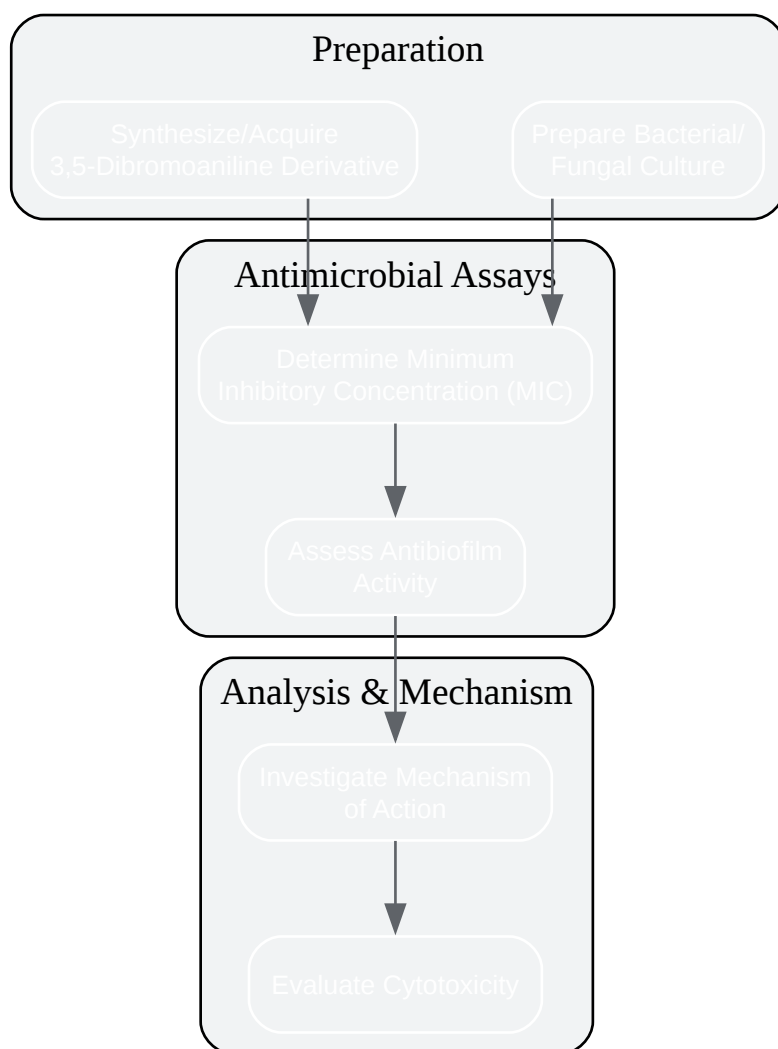 Preparation
Synthesize/Acquire
3,5-Dibromoaniline Derivative
Prepare Bacterial/
Fungal Culture
Antimicrobial Assays
Determine Minimum
Inhibitory Concentration (MIC)
Assess Antibiofilm
Activity
Analysis & Mechanism
Investigate Mechanism
of Action
Evaluate Cytotoxicity